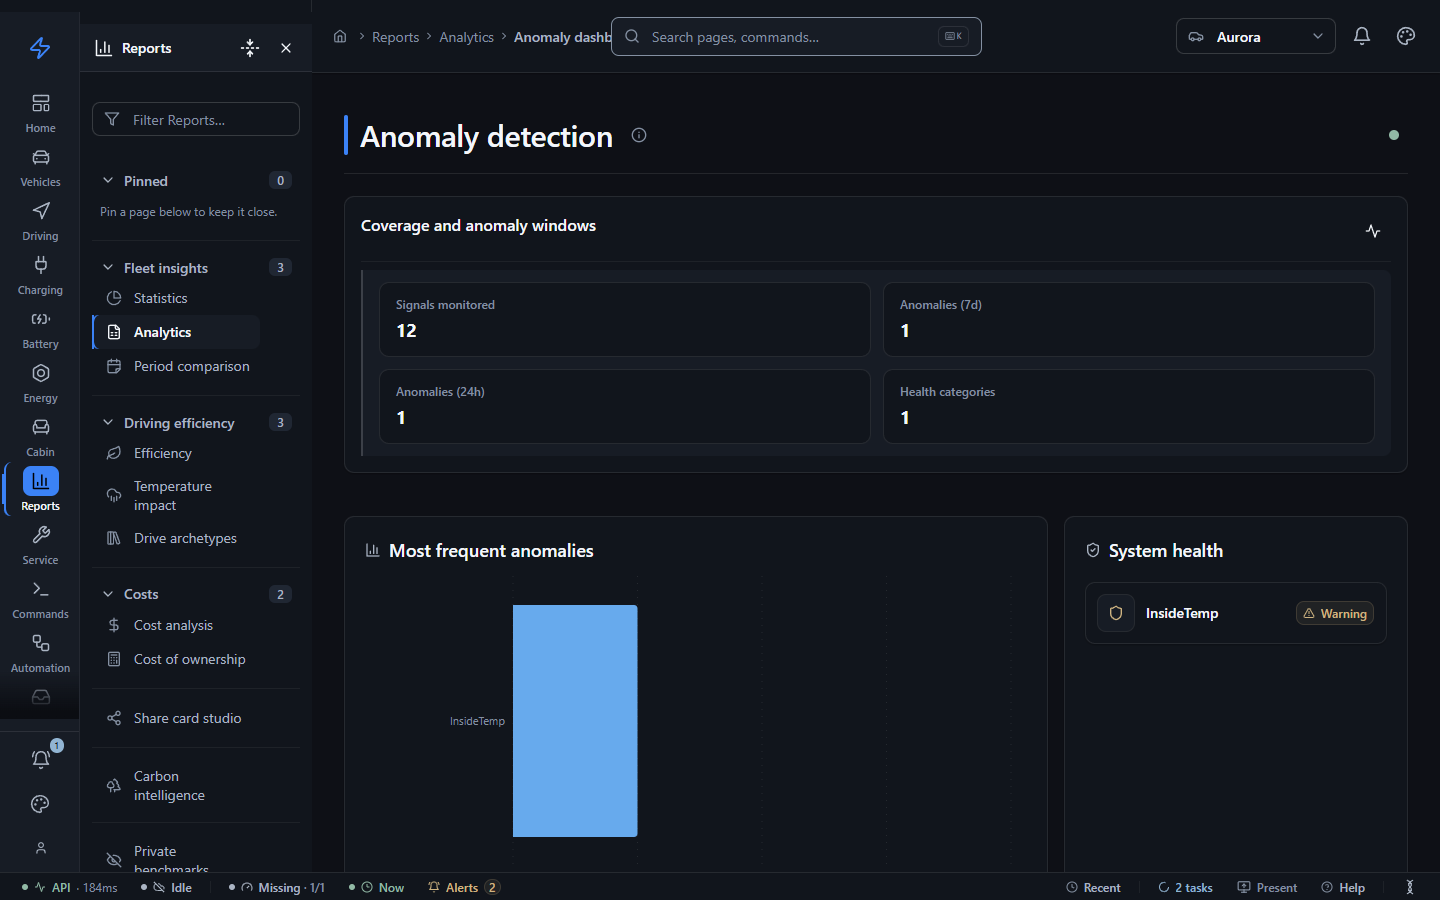 Reports
Reports
Analytics
Anomaly dashb
Search pages, commands...
K
Aurora
Home
Vehicles
Driving
Charging
Battery
Energy
Cabin
Reports
Service
Commands
Automation
1
Filter Reports...
Pinned
0
Pin a page below to keep it close.
Fleet insights
3
Statistics
Analytics
Period comparison
Driving efficiency
3
Efficiency
Temperature
impact
Drive archetypes
Costs
2
Cost analysis
Cost of ownership
Share card studio
Carbon
intelligence
Private
benchmarks
Anomaly detection
Coverage and anomaly windows
Signals monitored
12
Anomalies (7d)
1
Anomalies (24h)
1
Health categories
1
Most frequent anomalies
InsideTemp
System health
InsideTemp
Warning
API · 184ms
Idle
Missing · 1/1
Now
Alerts 2
Recent
2 tasks
Present
Help